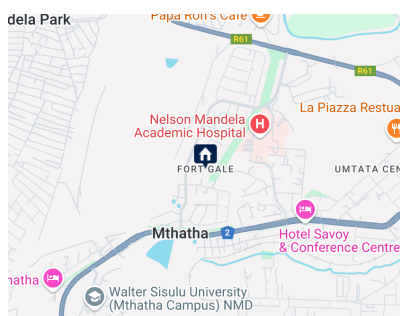 Papa Ron's Cafe
dela Park
R61
R61
Nelson Mandela
Academic Hospital
H
La Piazza Restua
FORT GALE
UMTATA CEN
Mthatha
2
Hotel Savoy
& Conference Centre
natha
Walter Sisulu University
(Mthatha Campus) NMD